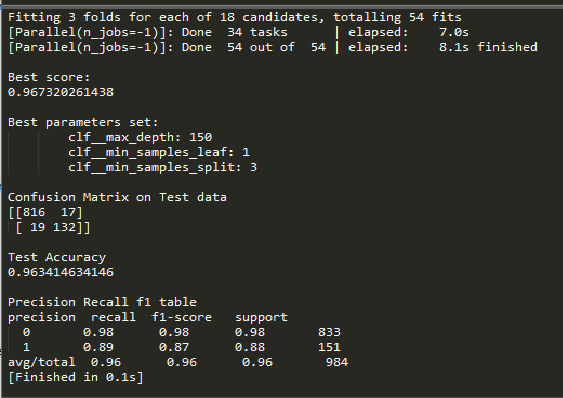 Fitting 3 folds for each of 18 candidates, totalling 54 fits
[Parallel(n_jobs=-1)]: Done  34 tasks      | elapsed:    7.0s
[Parallel(n_jobs=-1)]: Done  54 out of  54 | elapsed:    8.1s finished
Best score:
0.967320261438
Best parameters set:
clf__max_depth: 150
clf__min_samples_leaf: 1
clf__min_samples_split: 3
Confusion Matrix on Test data
[[816  17]
[ 19 132]]
Test Accuracy
0.963414634146
Precision Recall f1 table
precision  recall  f1-score   support
0       0.98      0.98      0.98       833
1       0.89      0.87      0.88       151
avg/total  0.96      0.96      0.96       984
[Finished in 0.1s]